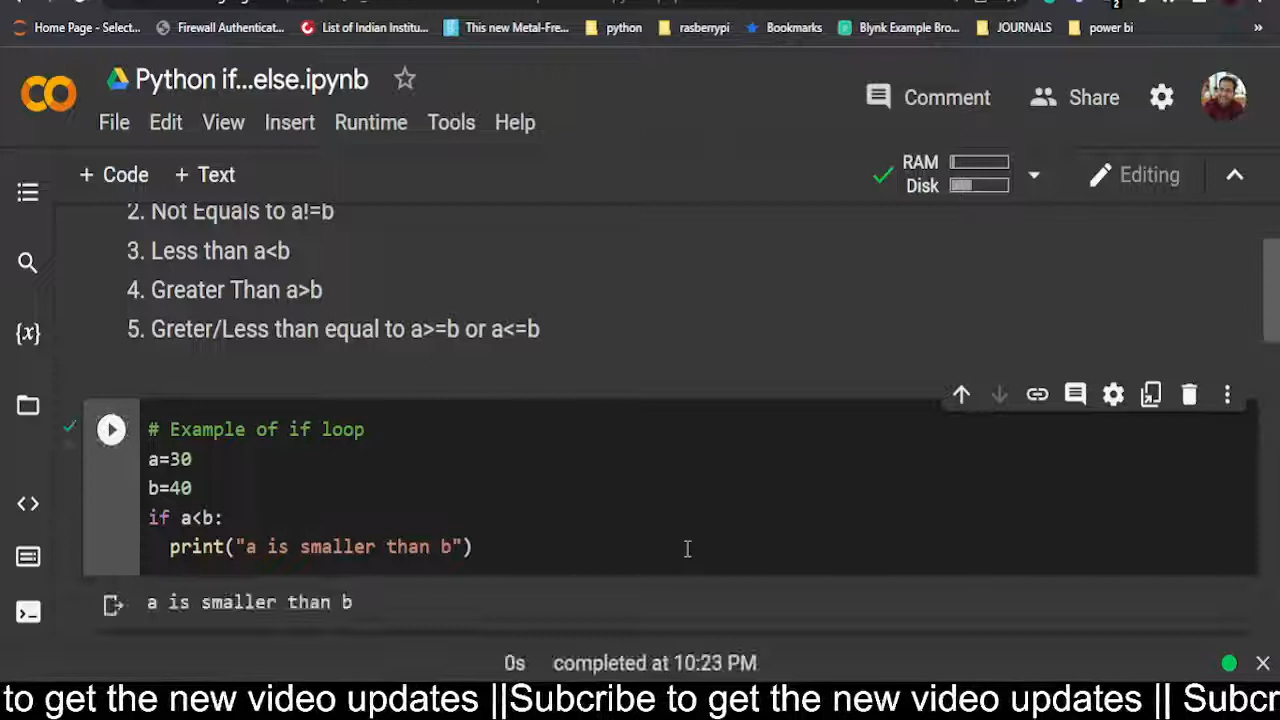 Home Page - Select... Firewall Authenticat... List of Indian Institu... This new Metal-Fre... python rasberrypi Bookmarks Blynk Example Bro... JOURNALS power bi »
Python if...else.ipynb
Comment Share
File Edit View Insert Runtime Tools Help
+ Code + Text
RAM
Disk
Editing
2. Not Equals to a!=b
3. Less than a<b
4. Greater Than a>b
5. Greter/Less than equal to a>=b or a<=b
{x}
# Example of if loop
a=30
b=40
if a<b:
print("a is smaller than b")
a is smaller than b
0s completed at 10:23 PM
to get the new video updates ||Subcribe to get the new video updates || Subcr